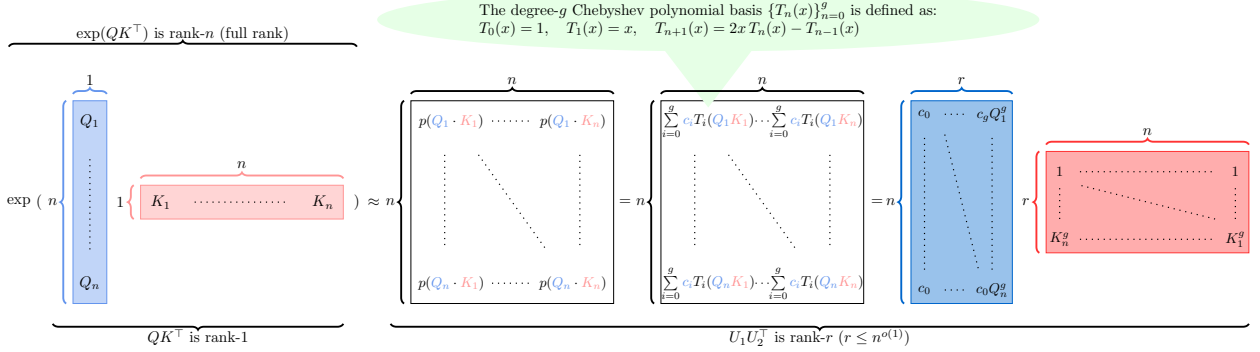 The degree-g Chebyshev polynomial basis {T_n(x)}_{n=0}^g is defined as:
T_0(x) = 1, T_1(x) = x, T_{n+1}(x) = 2x T_n(x) − T_{n−1}(x)
exp(QK^⊤) is rank-n (full rank)
1
n
n
r
n
n
Q_1
p(Q_1 · K_1) ······· p(Q_1 · K_n)
∑_{i=0}^g c_i T_i(Q_1 K_1) ··· ∑_{i=0}^g c_i T_i(Q_1 K_n)
c_0 ····· c_g Q_1^g
1 ················ 1
exp ( n 1 K_1 ················ K_n ) ≈ n = n = n r
K_n^g ················ K_1^g
Q_n
p(Q_n · K_1) ······· p(Q_n · K_n)
∑_{i=0}^g c_i T_i(Q_n K_1) ··· ∑_{i=0}^g c_i T_i(Q_n K_n)
c_0 ····· c_0 Q_n^g
QK^⊤ is rank-1
U_1 U_2^⊤ is rank-r (r ≤ n^{o(1)})